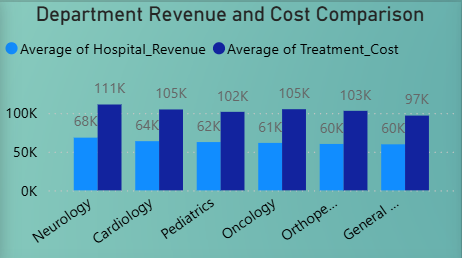 Department Revenue and Cost Comparison
Average of Hospital_Revenue Average of Treatment_Cost
111K
105K
102K
105K
103K
97K
68K
64K
62K
61K
60K
60K
100K
50K
0K
Neurology
Cardiology
Pediatrics
Oncology
Orthope...
General ...